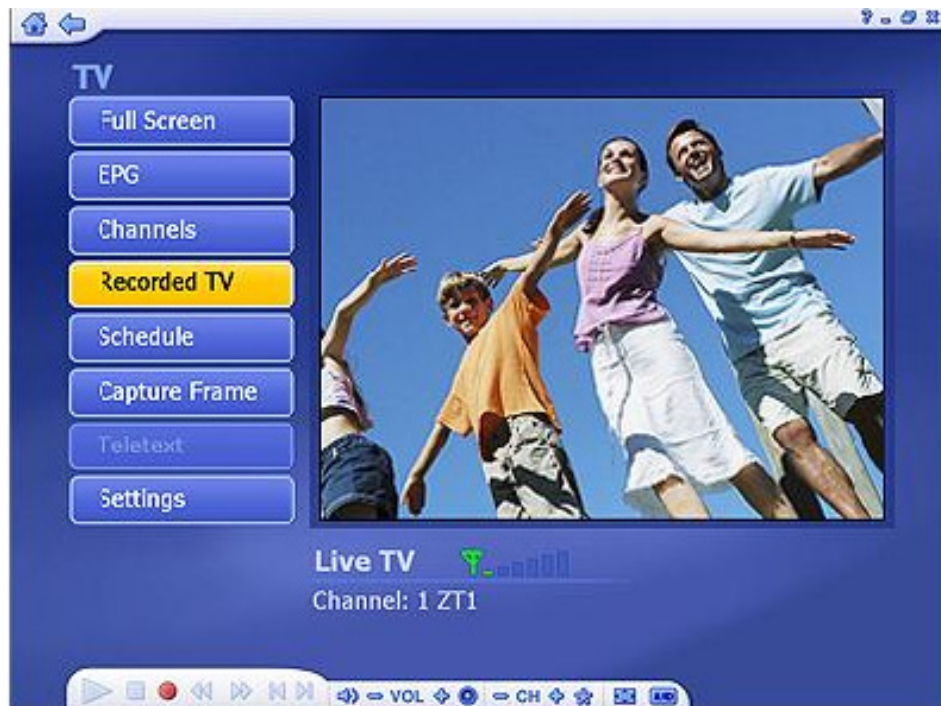 TV
Full Screen
EPG
Channels
Recorded TV
Schedule
Capture Frame
Teletext
Settings
Live TV
Channel: 1 ZT1
VOL
CH